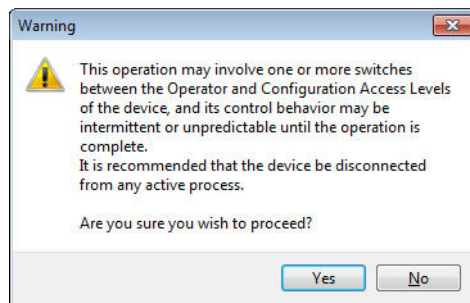 Warning
This operation may involve one or more switches
between the Operator and Configuration Access Levels
of the device, and its control behavior may be
intermittent or unpredictable until the operation is
complete.
It is recommended that the device be disconnected
from any active process.
Are you sure you wish to proceed?
Yes
No